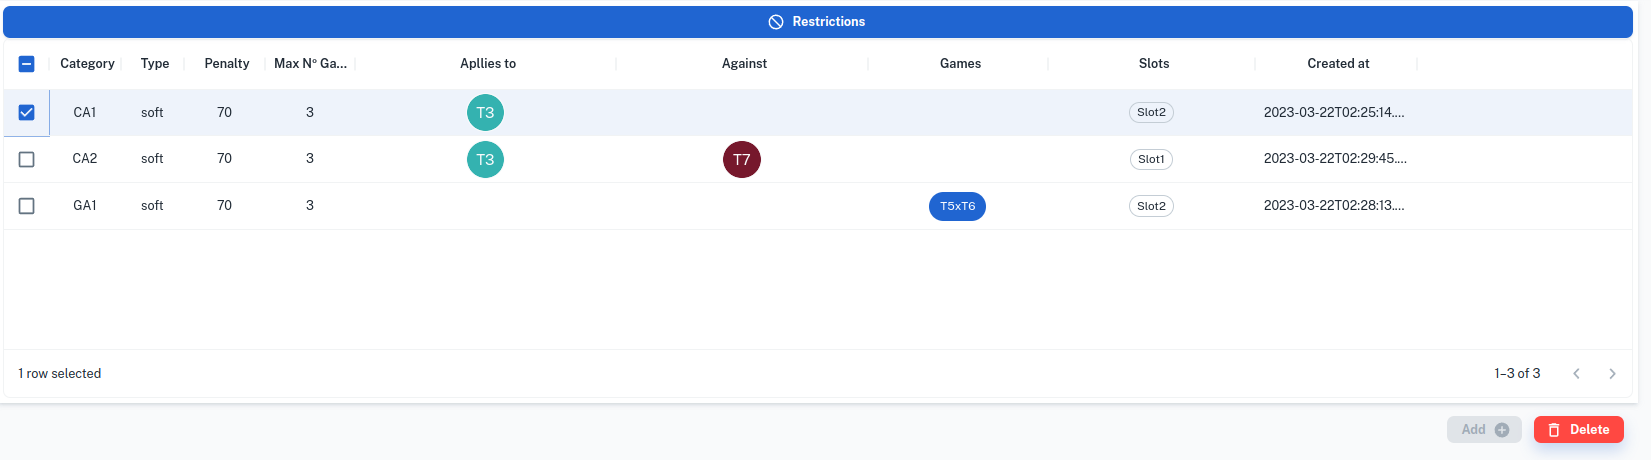 Restrictions
Category Type Penalty Max Nº Ga... Apllies to Against Games Slots Created at
CA1 soft 70 3 T3 Slot2 2023-03-22T02:25:14....
CA2 soft 70 3 T3 T7 Slot1 2023-03-22T02:29:45....
GA1 soft 70 3 T5xT6 Slot2 2023-03-22T02:28:13....
1 row selected 1–3 of 3
Add Delete